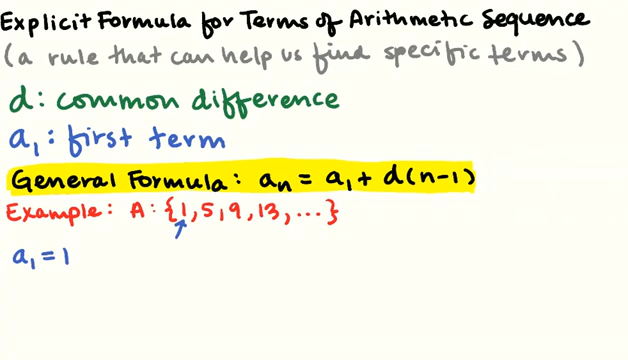 Explicit Formula for Terms of Arithmetic Sequence
(a rule that can help us find specific terms)
d: common difference
a₁: first term
General Formula: aₙ = a₁ + d(n-1)
Example: A: {1, 5, 9, 13, ...}
a₁ = 1